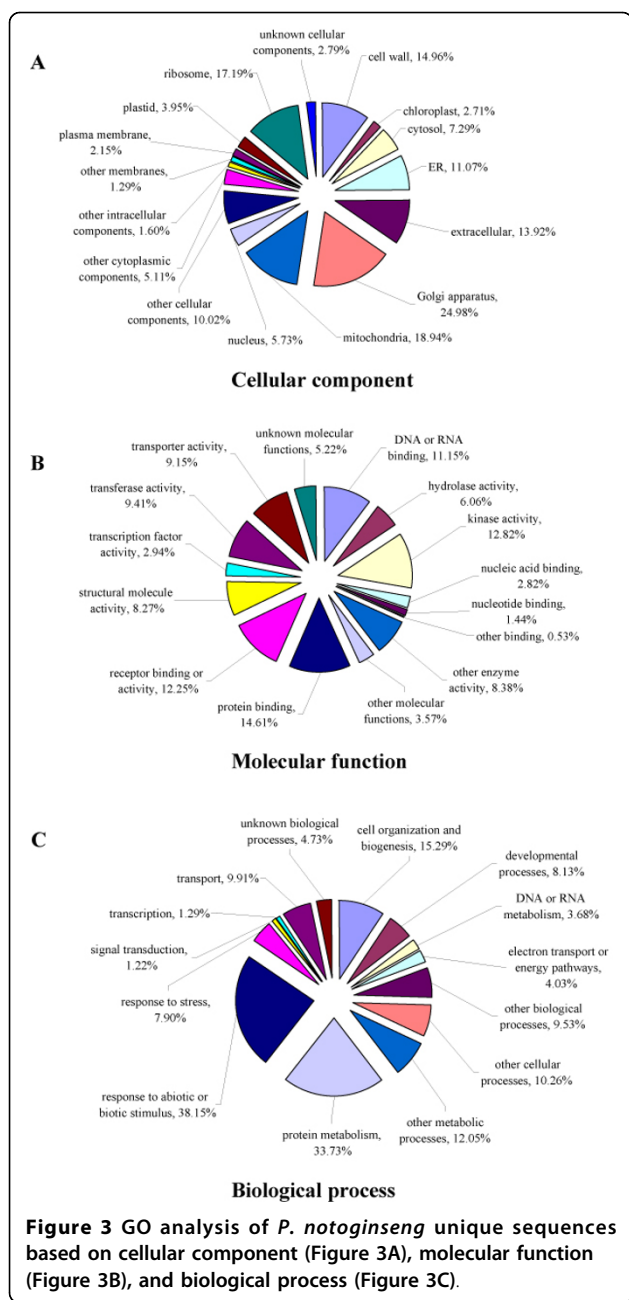 A
unknown cellular
components, 2.79%
cell wall, 14.96%
ribosome, 17.19%
chloroplast, 2.71%
plastid, 3.95%
cytosol, 7.29%
plasma membrane,
2.15%
ER, 11.07%
other membranes,
1.29%
other intracellular
components, 1.60%
extracellular, 13.92%
other cytoplasmic
components, 5.11%
Golgi apparatus,
24.98%
other cellular
components, 10.02%
nucleus, 5.73%
mitochondria, 18.94%
Cellular component
B
unknown molecular
functions, 5.22%
DNA or RNA
binding, 11.15%
transporter activity,
9.15%
hydrolase activity,
6.06%
transferase activity,
9.41%
kinase activity,
12.82%
transcription factor
activity, 2.94%
nucleic acid binding,
2.82%
structural molecule
activity, 8.27%
nucleotide binding,
1.44%
other binding, 0.53%
receptor binding or
activity, 12.25%
other enzyme
activity, 8.38%
protein binding,
14.61%
other molecular
functions, 3.57%
Molecular function
C
unknown biological
processes, 4.73%
cell organization and
biogenesis, 15.29%
transport, 9.91%
developmental
processes, 8.13%
transcription, 1.29%
DNA or RNA
metabolism, 3.68%
signal transduction,
1.22%
electron transport or
energy pathways,
4.03%
response to stress,
7.90%
other biological
processes, 9.53%
other cellular
processes, 10.26%
response to abiotic or
biotic stimulus, 38.15%
other metabolic
processes, 12.05%
protein metabolism,
33.73%
Biological process
Figure 3 GO analysis of P. notoginseng unique sequences
based on cellular component (Figure 3A), molecular function
(Figure 3B), and biological process (Figure 3C).